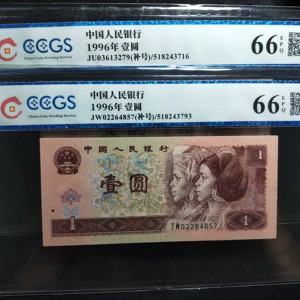 CCGS
China Coin Grading Service
中国人民银行
1996年 壹圆
JU03613279(补号)/518243716
66 EPQ
CCGS
China Coin Grading Service
中国人民银行
1996年 壹圆
JW02264857(补号)/518243793
66 EPQ
中国人民银行
1
壹圆
JW02264857
1